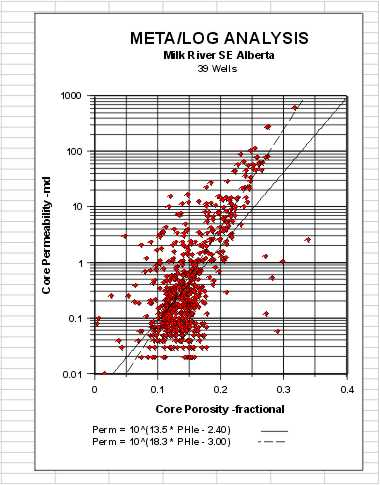 META/LOG ANALYSIS
Milk River SE Alberta
39 Wells
1000
100
10
1
0.1
0.01
Core Permeability -md
0 0.1 0.2 0.3 0.4
Core Porosity -fractional
Perm = 10^(13.5 * PHIe - 2.40)
Perm = 10^(18.3 * PHIe - 3.00)